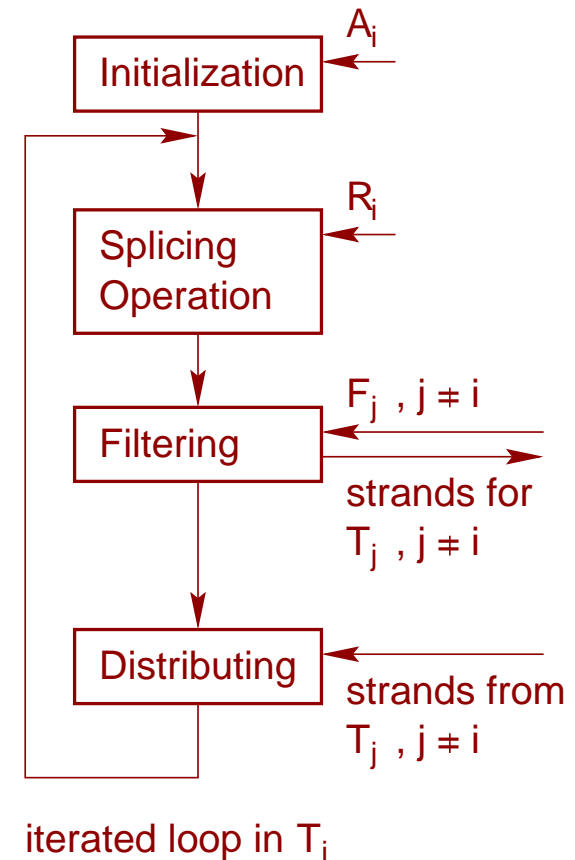 A_i
Initialization
R_i
Splicing
Operation
F_j , j ≠ i
Filtering
strands for
T_j , j ≠ i
Distributing
strands from
T_j , j ≠ i
iterated loop in T_i